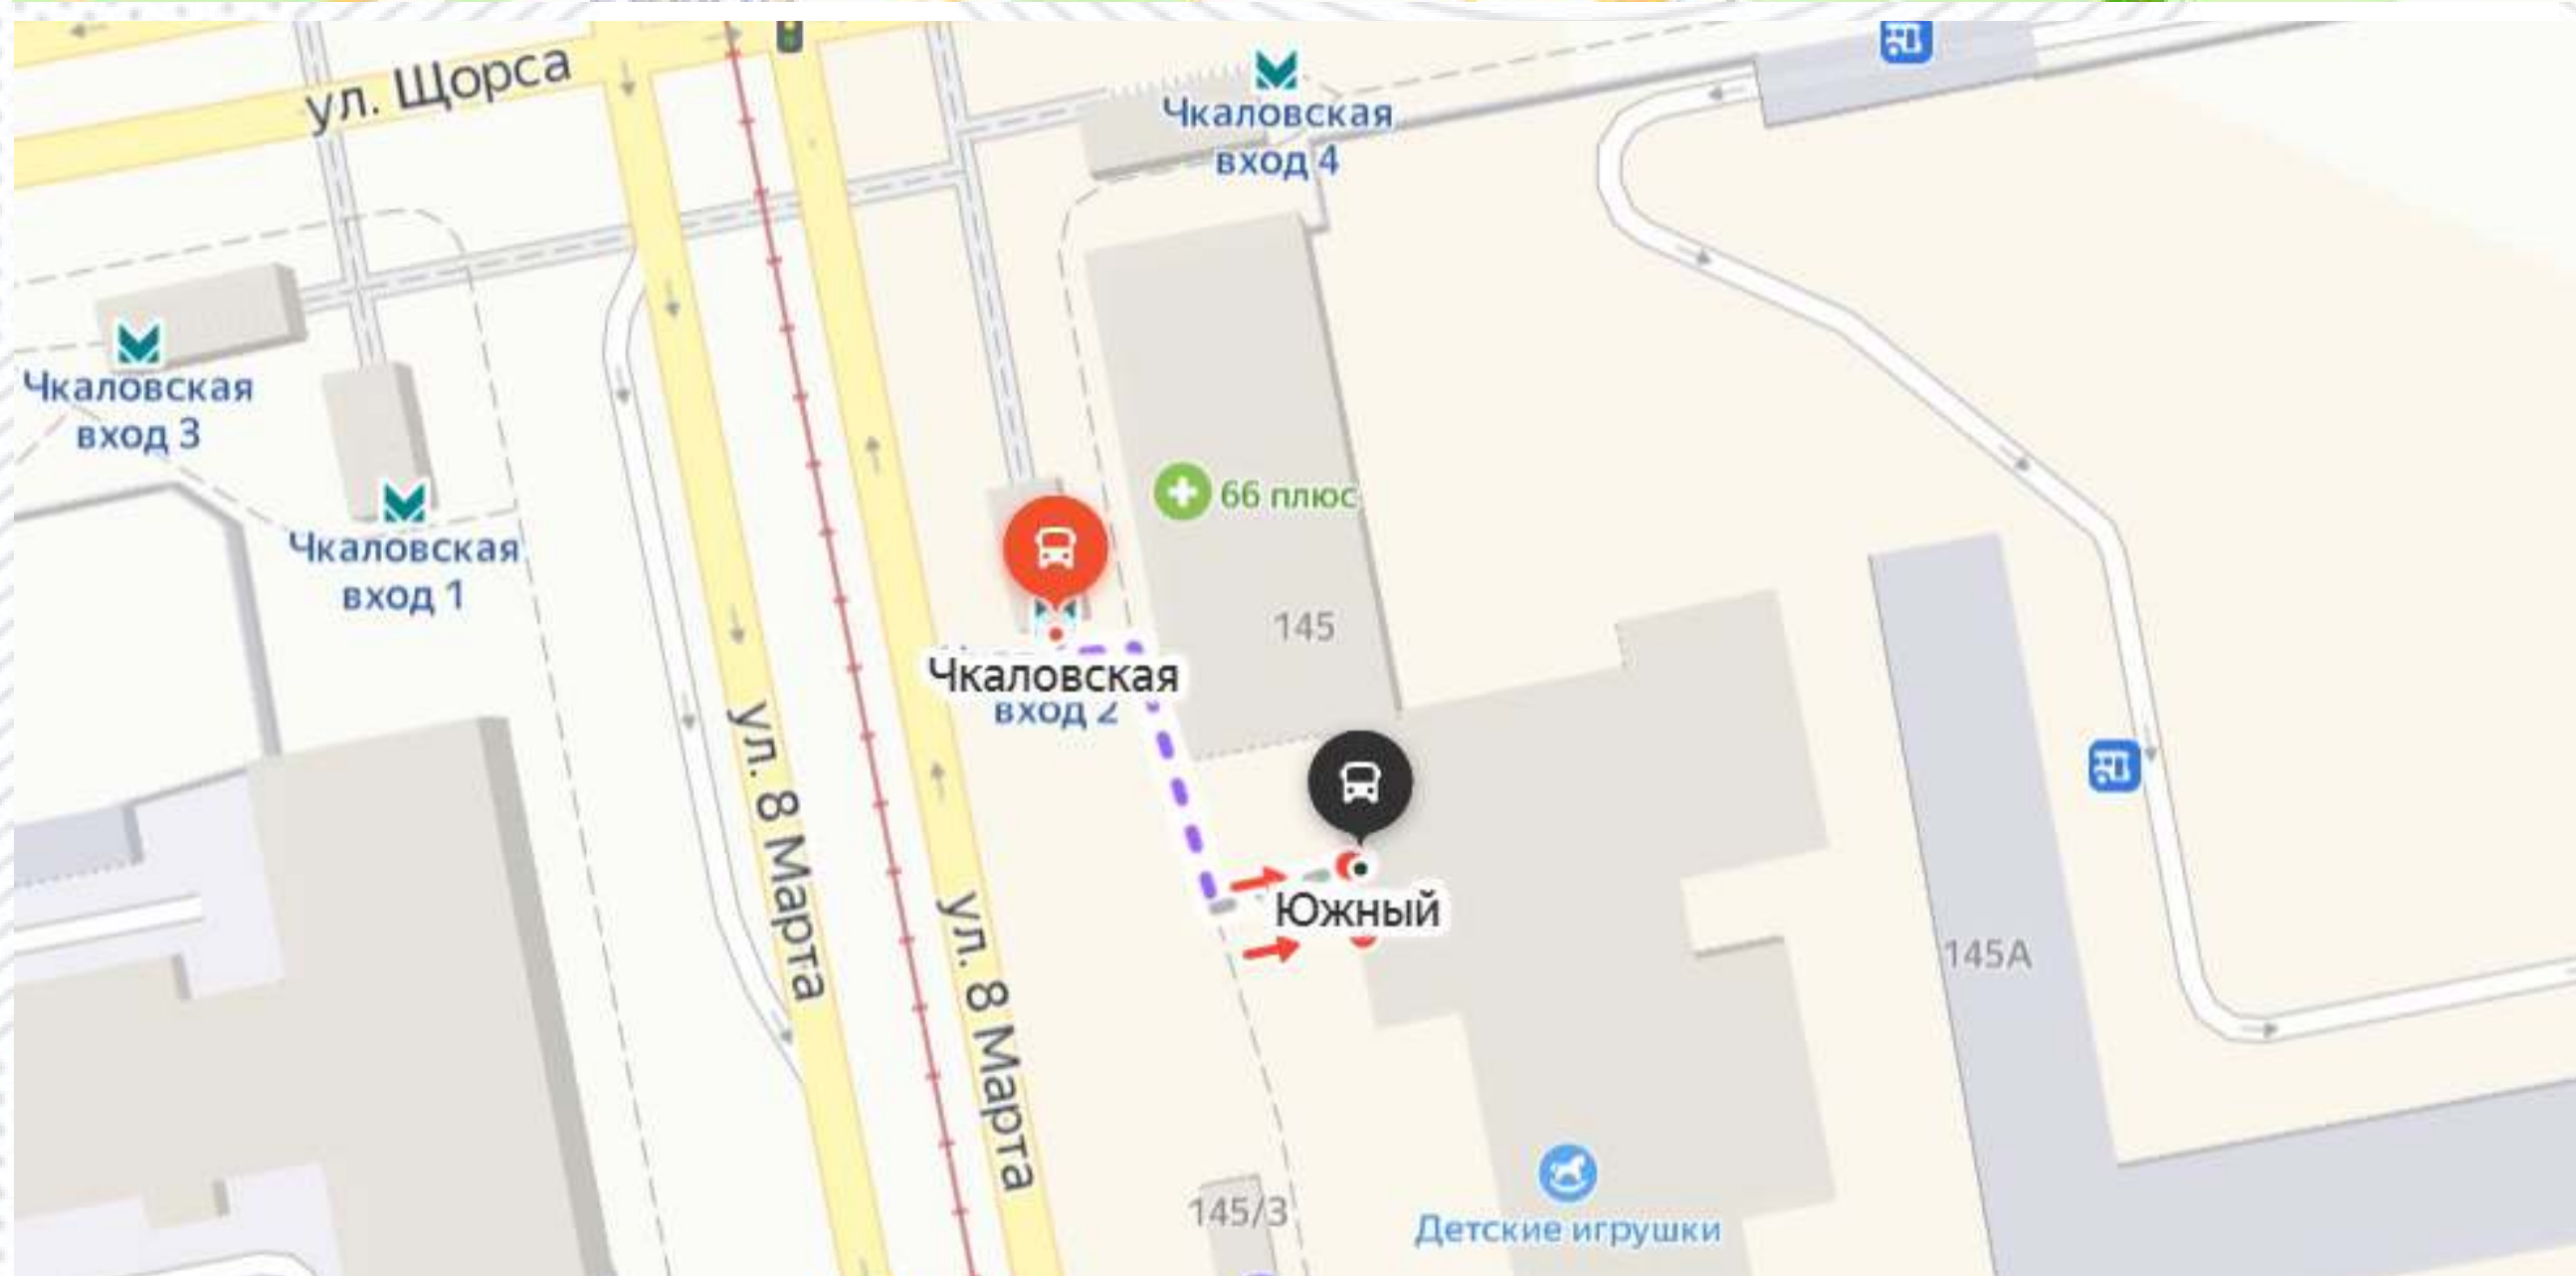 ул. Щорса
Чкаловская
вход 4
Чкаловская
вход 3
66 плюс
Чкаловская
вход 1
145
Чкаловская
вход 2
ул. 8 Марта
Южный
ул. 8 Марта
145А
145/3
Детские игрушки